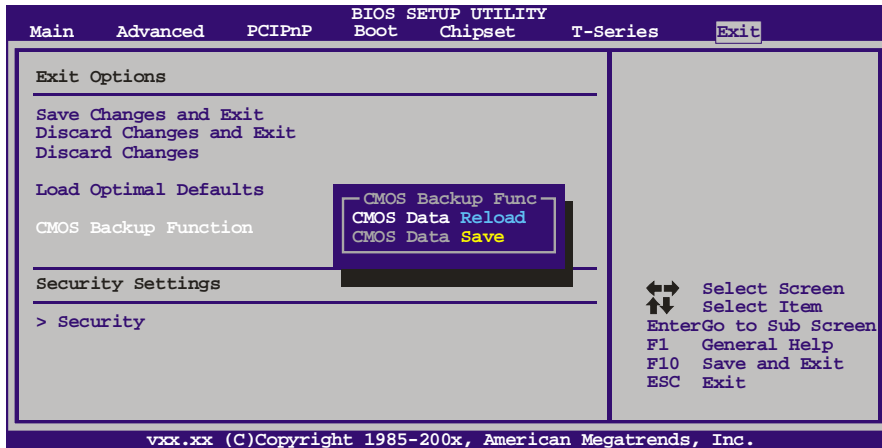 BIOS SETUP UTILITY
Main Advanced PCIPnP Boot Chipset T-Series Exit
Exit Options
Save Changes and Exit
Discard Changes and Exit
Discard Changes
Load Optimal Defaults
CMOS Backup Function
CMOS Backup Func
CMOS Data Reload
CMOS Data Save
Security Settings
> Security
Select Screen
Select Item
EnterGo to Sub Screen
F1 General Help
F10 Save and Exit
ESC Exit
vxx.xx (C)Copyright 1985-200x, American Megatrends, Inc.